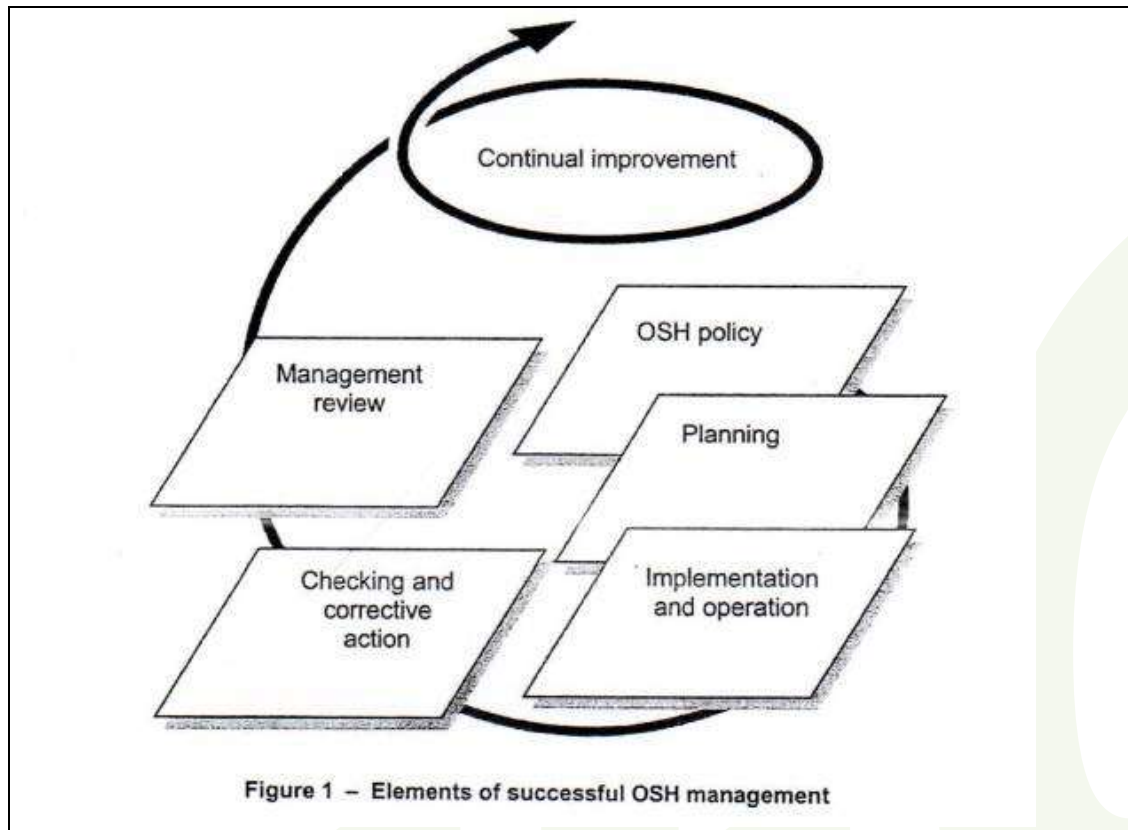 Continual improvement
OSH policy
Management
review
Planning
Checking and
corrective
action
Implementation
and operation
Figure 1 – Elements of successful OSH management